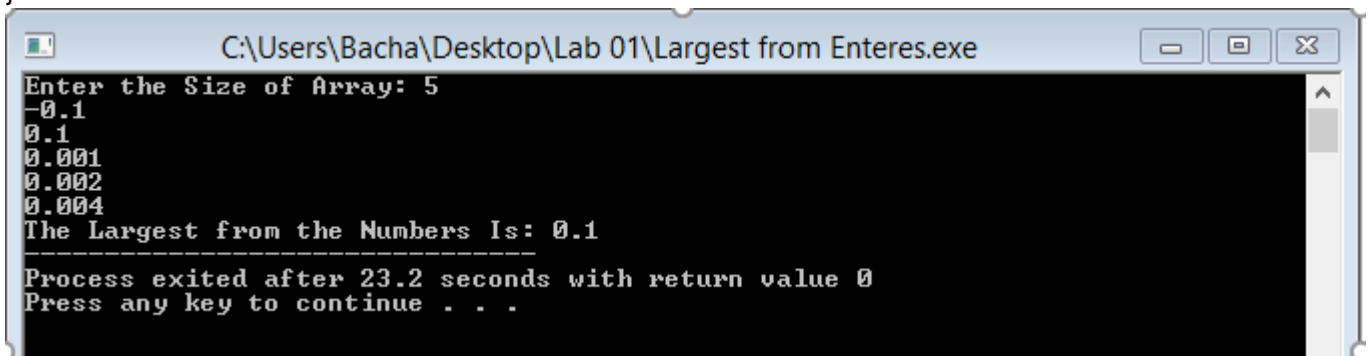 C:\Users\Bacha\Desktop\Lab 01\Largest from Enteres.exe
Enter the Size of Array: 5
-0.1
0.1
0.001
0.002
0.004
The Largest from the Numbers Is: 0.1
--------------------------------
Process exited after 23.2 seconds with return value 0
Press any key to continue . . .